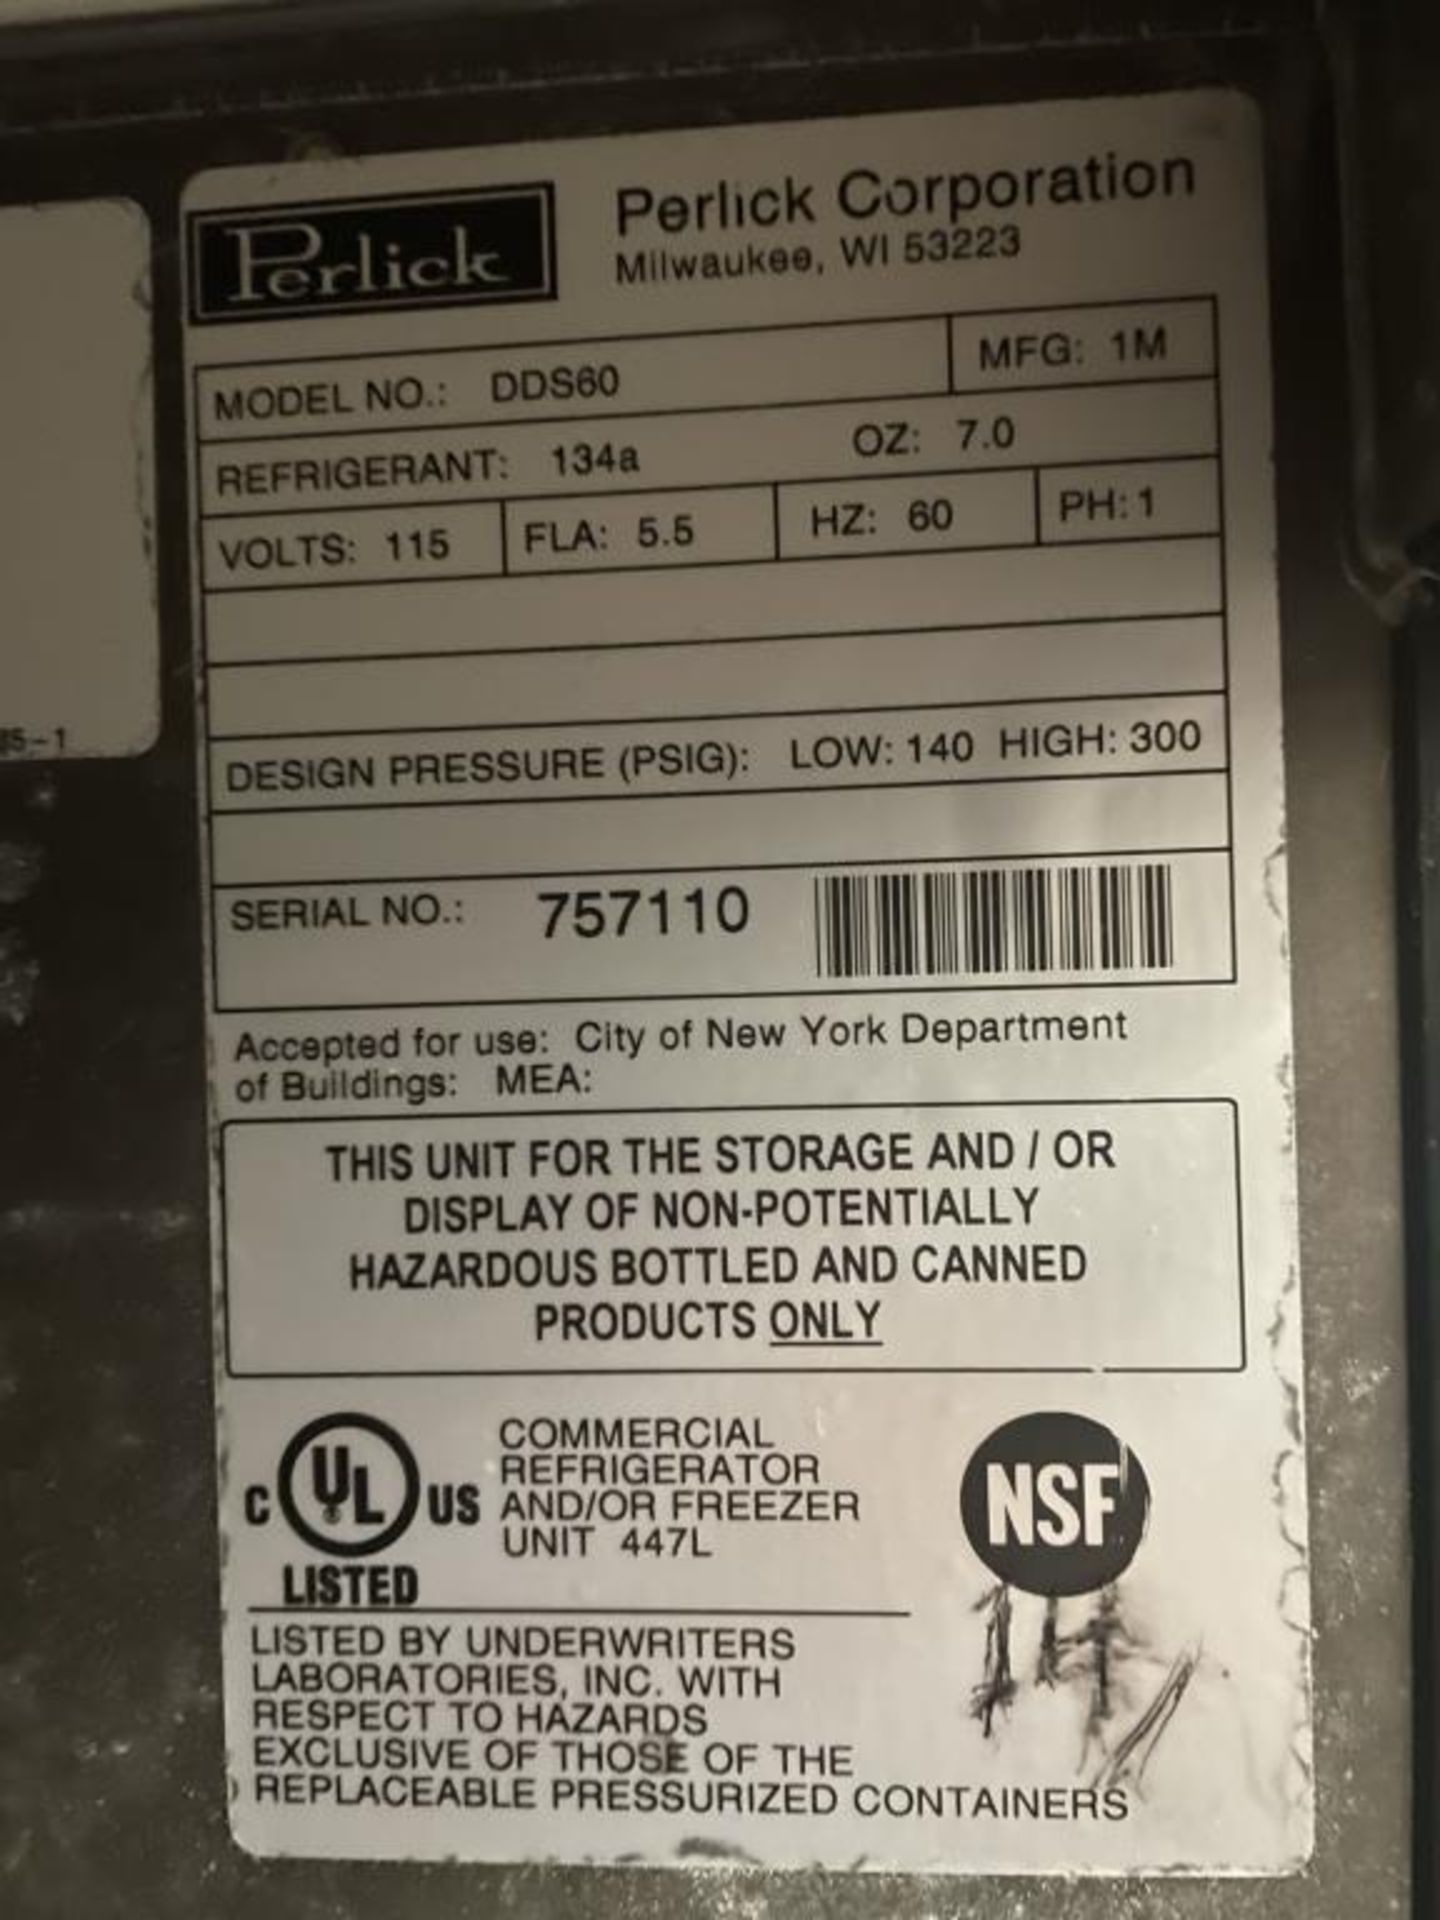 Perlick
Perlick Corporation
Milwaukee, WI 53223
MODEL NO.: DDS60 MFG: 1M
REFRIGERANT: 134a OZ: 7.0
VOLTS: 115 FLA: 5.5 HZ: 60 PH: 1
DESIGN PRESSURE (PSIG): LOW: 140 HIGH: 300
SERIAL NO.: 757110
Accepted for use: City of New York Department
of Buildings: MEA:
THIS UNIT FOR THE STORAGE AND / OR
DISPLAY OF NON-POTENTIALLY
HAZARDOUS BOTTLED AND CANNED
PRODUCTS ONLY
C UL US
LISTED
COMMERCIAL
REFRIGERATOR
AND/OR FREEZER
UNIT 447L
NSF
LISTED BY UNDERWRITERS
LABORATORIES, INC. WITH
RESPECT TO HAZARDS
EXCLUSIVE OF THOSE OF THE
REPLACEABLE PRESSURIZED CONTAINERS